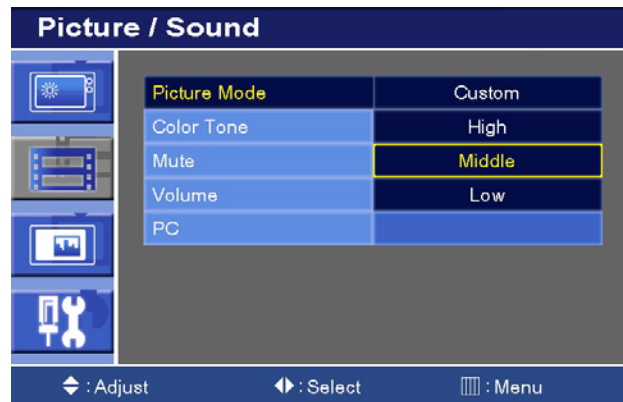 Picture / Sound
Picture Mode Custom
Color Tone High
Mute Middle
Volume Low
PC
: Adjust : Select : Menu